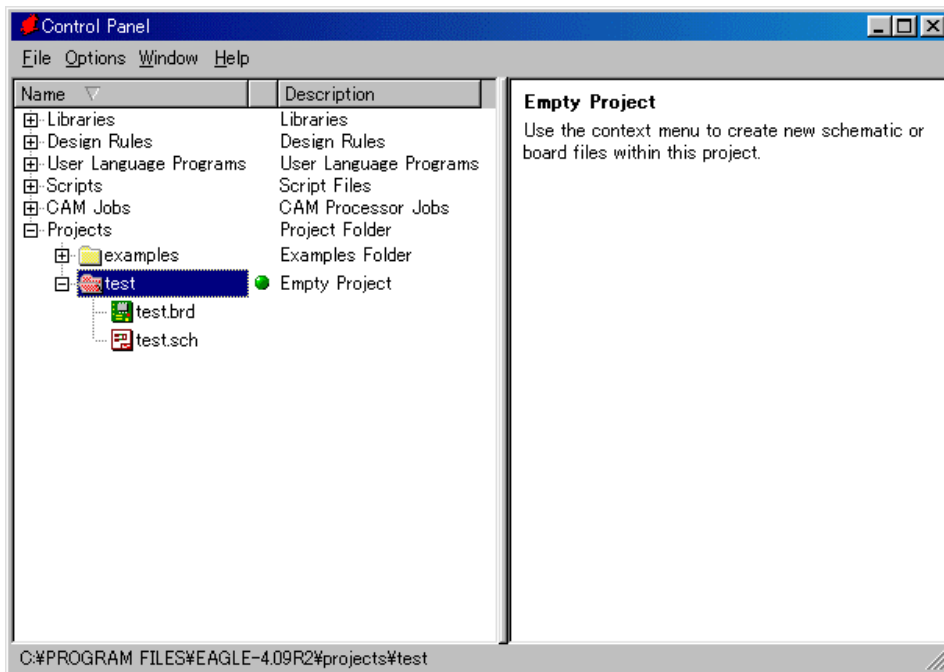 Control Panel
File Options Window Help
Name Description
Libraries Libraries
Design Rules Design Rules
User Language Programs User Language Programs
Scripts Script Files
CAM Jobs CAM Processor Jobs
Projects Project Folder
examples Examples Folder
test Empty Project
test.brd
test.sch
Empty Project
Use the context menu to create new schematic or
board files within this project.
C:¥PROGRAM FILES¥EAGLE-4.09R2¥projects¥test